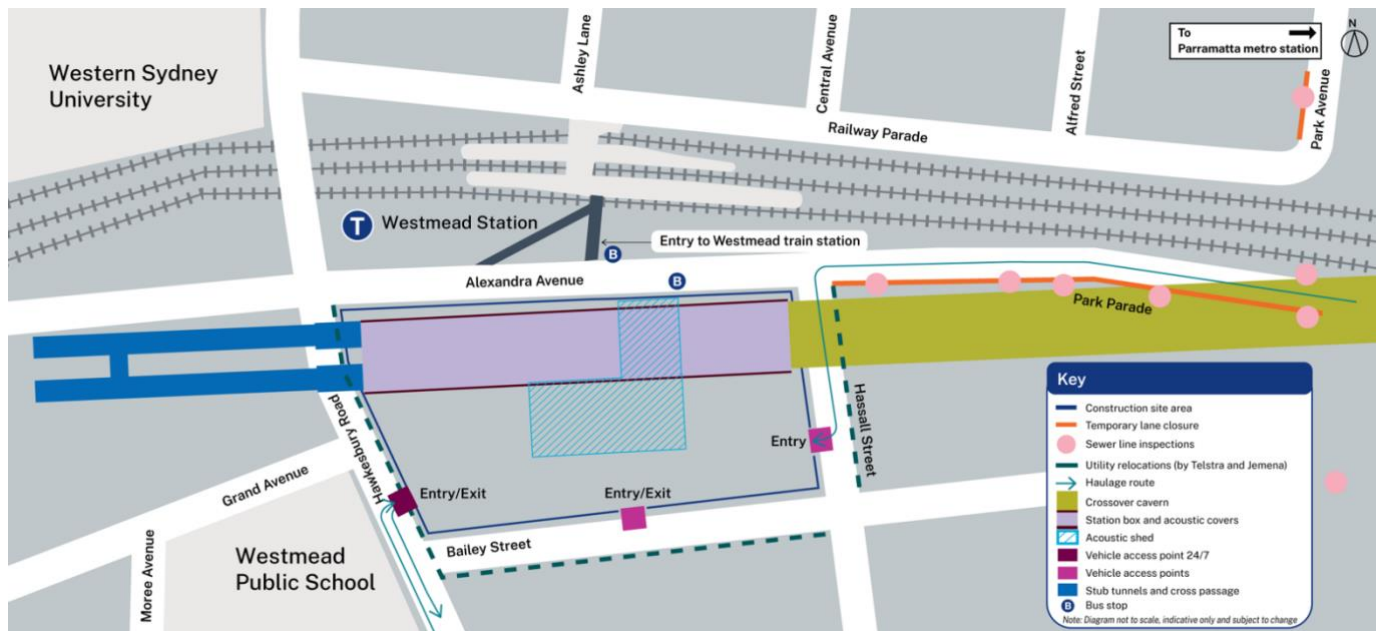 Western Sydney
University
Ashley Lane
Central Avenue
Alfred Street
To
Parramatta metro station
N
Park Avenue
Railway Parade
T
Westmead Station
Entry to Westmead train station
B
B
Alexandra Avenue
Park Parade
Hawkesbury Road
Hassall Street
Entry
Grand Avenue
Entry/Exit
Entry/Exit
Bailey Street
Moree Avenue
Westmead
Public School
Key
Construction site area
Temporary lane closure
Sewer line inspections
Utility relocations (by Telstra and Jemena)
Haulage route
Crossover cavern
Station box and acoustic covers
Acoustic shed
Vehicle access point 24/7
Vehicle access points
Stub tunnels and cross passage
B Bus stop
Note: Diagram not to scale, indicative only and subject to change